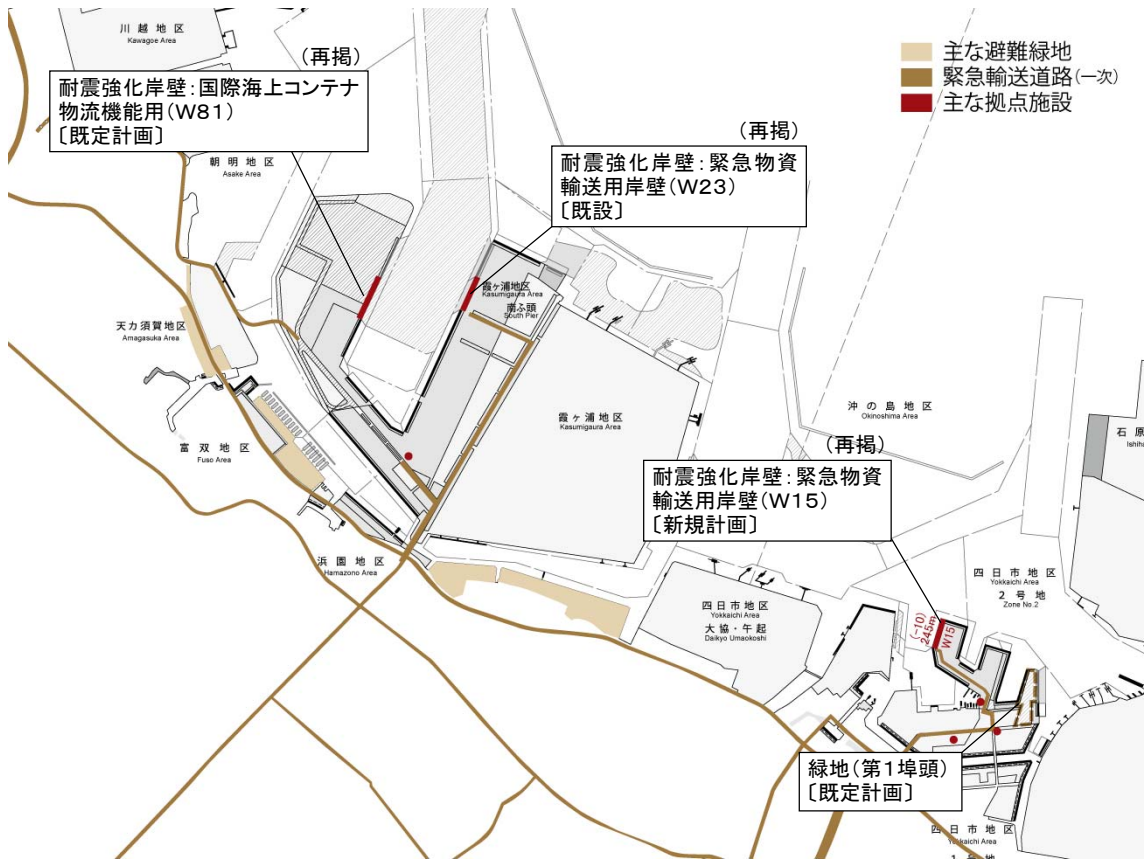 川越地区
Kawagoe Area
(再掲)
耐震強化岸壁:国際海上コンテナ
物流機能用(W81)
〔既定計画〕
主な避難緑地
緊急輸送道路(一次)
主な拠点施設
(再掲)
耐震強化岸壁:緊急物資
輸送用岸壁(W23)
〔既設〕
朝明地区
Asake Area
霞ヶ浦地区
Kasumigaura Area
南ふ頭
South Pier
天カ須賀地区
Amagasuka Area
霞ヶ浦地区
Kasumigaura Area
沖の島地区
Okinoshima Area
石原
Ishiha
富双地区
Fuso Area
(再掲)
耐震強化岸壁:緊急物資
輸送用岸壁(W15)
〔新規計画〕
浜園地区
Hamazono Area
四日市地区
Yokkaichi Area
2号地
Zone No.2
四日市地区
Yokkaichi Area
大協・午起
Daikyo Umaokoshi
(-10)
245m
W15
緑地(第1埠頭)
〔既定計画〕
四日市地区
Yokkaichi Area
1号地